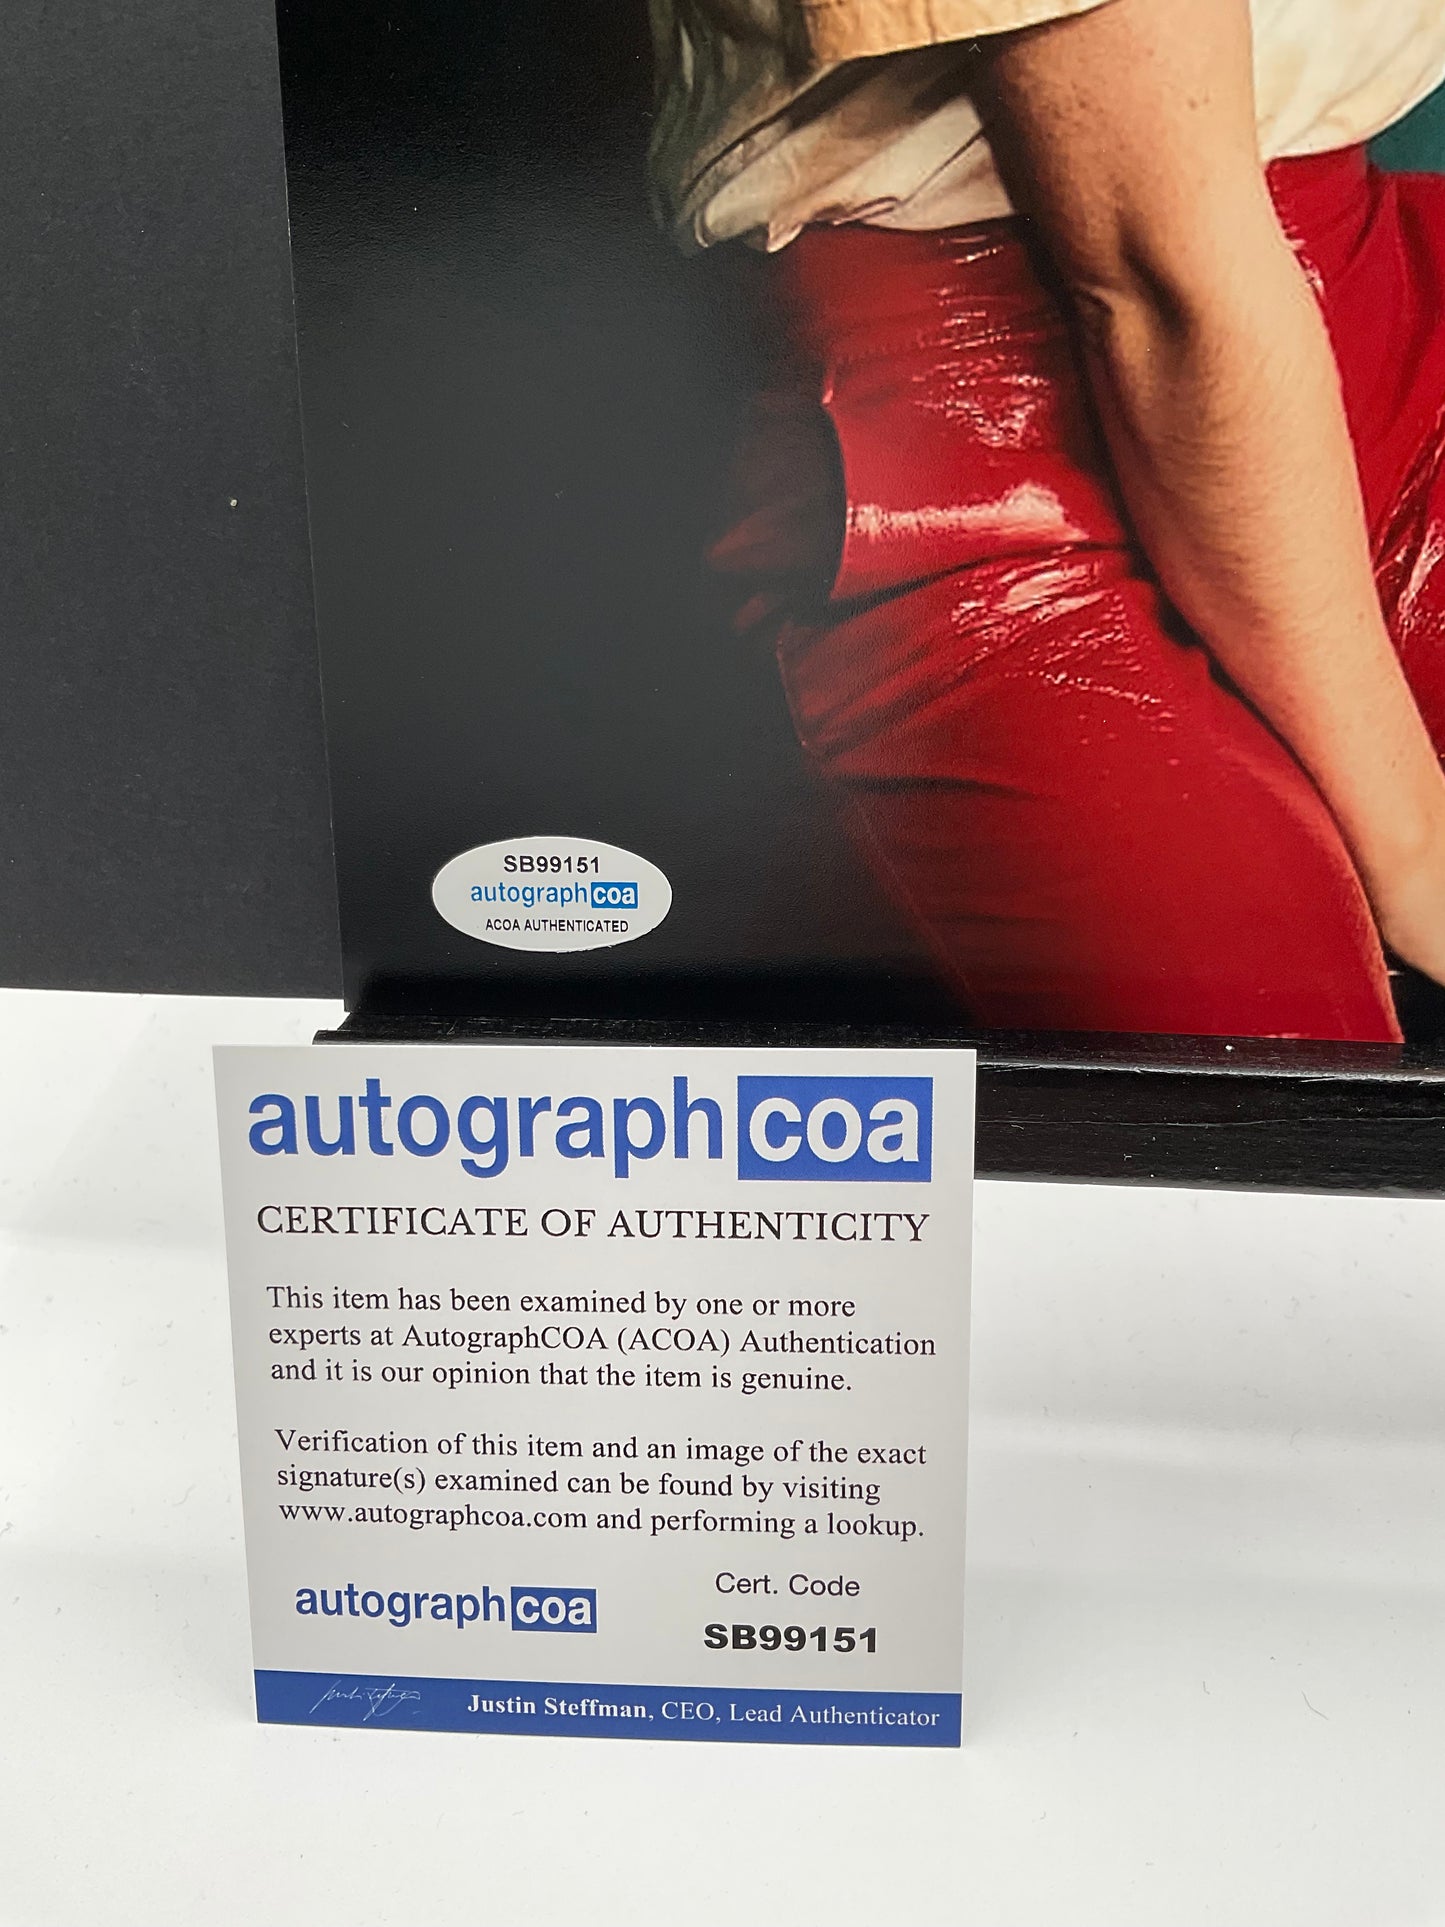 SB99151
autographcoa
ACOA AUTHENTICATED
autographcoa
CERTIFICATE OF AUTHENTICITY
This item has been examined by one or more
experts at AutographCOA (ACOA) Authentication
and it is our opinion that the item is genuine.
Verification of this item and an image of the exact
signature(s) examined can be found by visiting
www.autographcoa.com and performing a lookup.
Cert. Code
autographcoa
SB99151
Justin Steffman, CEO, Lead Authenticator